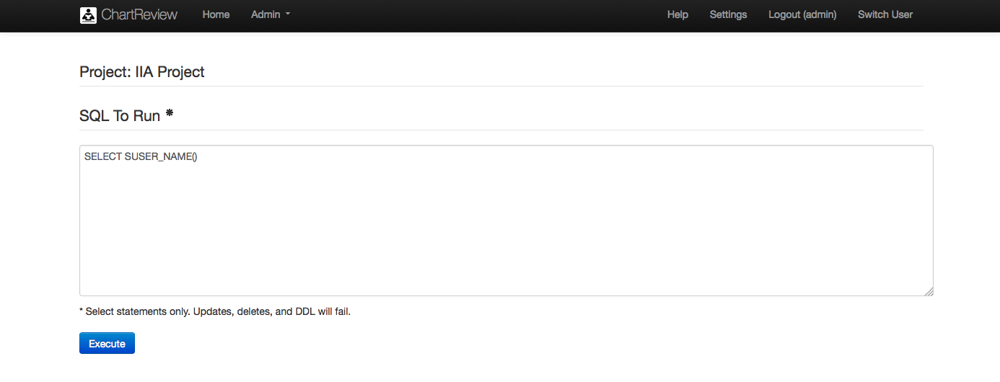 ChartReview Home Admin Help Settings Logout (admin) Switch User
Project: IIA Project
SQL To Run *
SELECT SUSER_NAME()
* Select statements only. Updates, deletes, and DDL will fail.
Execute